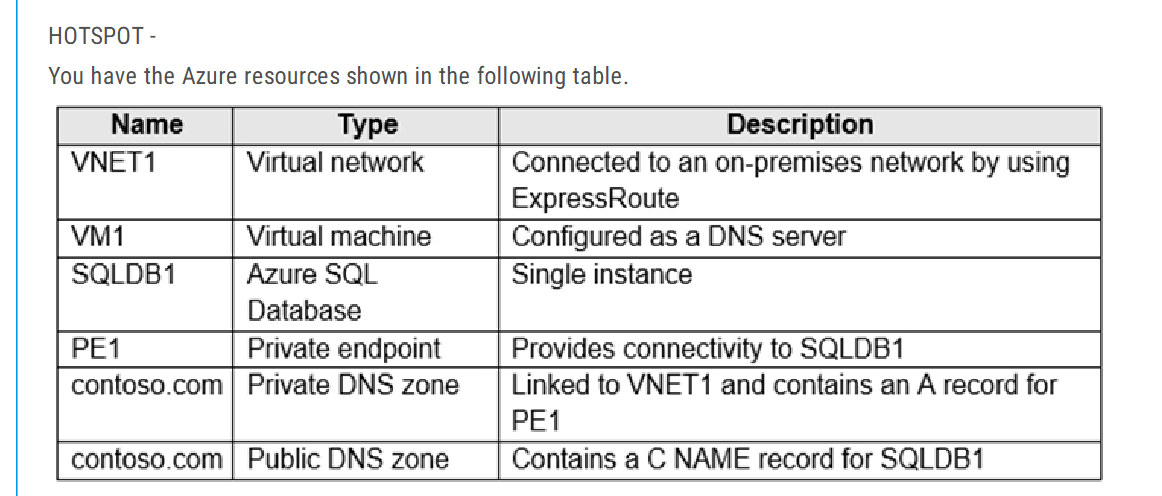 HOTSPOT -
You have the Azure resources shown in the following table.
Name Type Description
VNET1 Virtual network Connected to an on-premises network by using
ExpressRoute
VM1 Virtual machine Configured as a DNS server
SQLDB1 Azure SQL Single instance
Database
PE1 Private endpoint Provides connectivity to SQLDB1
contoso.com Private DNS zone Linked to VNET1 and contains an A record for
PE1
contoso.com Public DNS zone Contains a C NAME record for SQLDB1